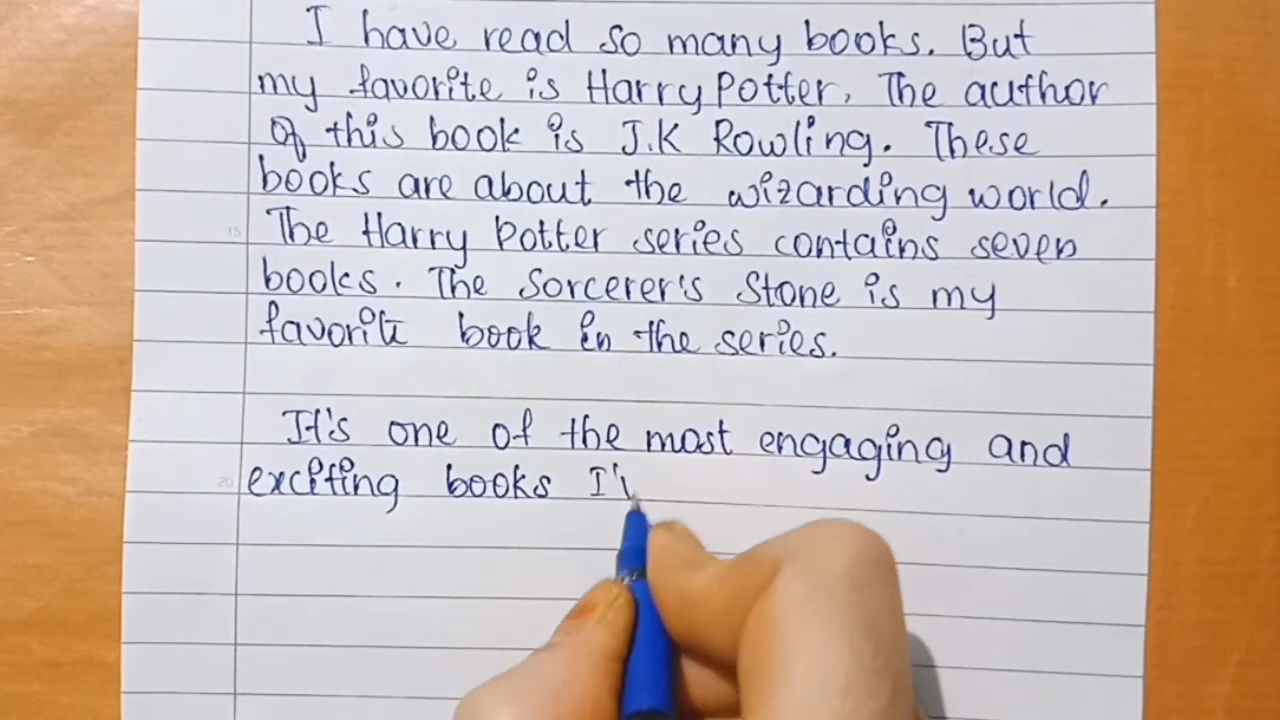 I have read so many books. But
my favorite is Harry Potter. The author
of this book is J.K Rowling. These
books are about the wizarding world.
15 The Harry Potter series contains seven
books. The Sorcerer's Stone is my
favorite book in the series.
It's one of the most engaging and
20 exciting books I'